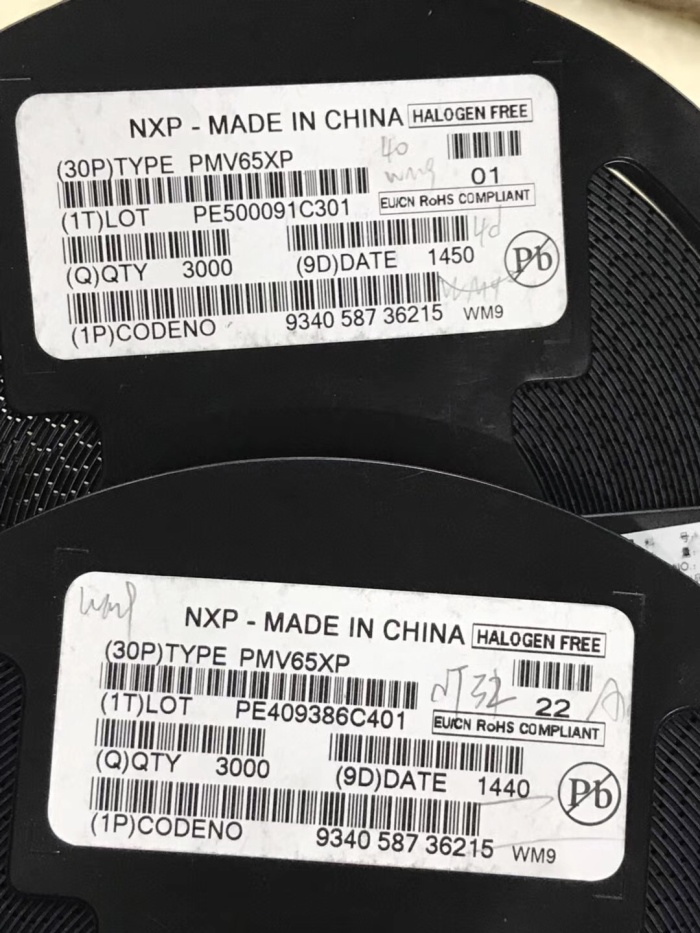 NXP - MADE IN CHINA HALOGEN FREE
(30P)TYPE PMV65XP
40
01
(1T)LOT PE500091C301 EU/CN RoHS COMPLIANT
(Q)QTY 3000 (9D)DATE 1450 Pb
(1P)CODENO 9340 587 36215 WM9
NXP - MADE IN CHINA HALOGEN FREE
(30P)TYPE PMV65XP
22
(1T)LOT PE409386C401 EU/CN RoHS COMPLIANT
(Q)QTY 3000 (9D)DATE 1440 Pb
(1P)CODENO 9340 587 36215 WM9